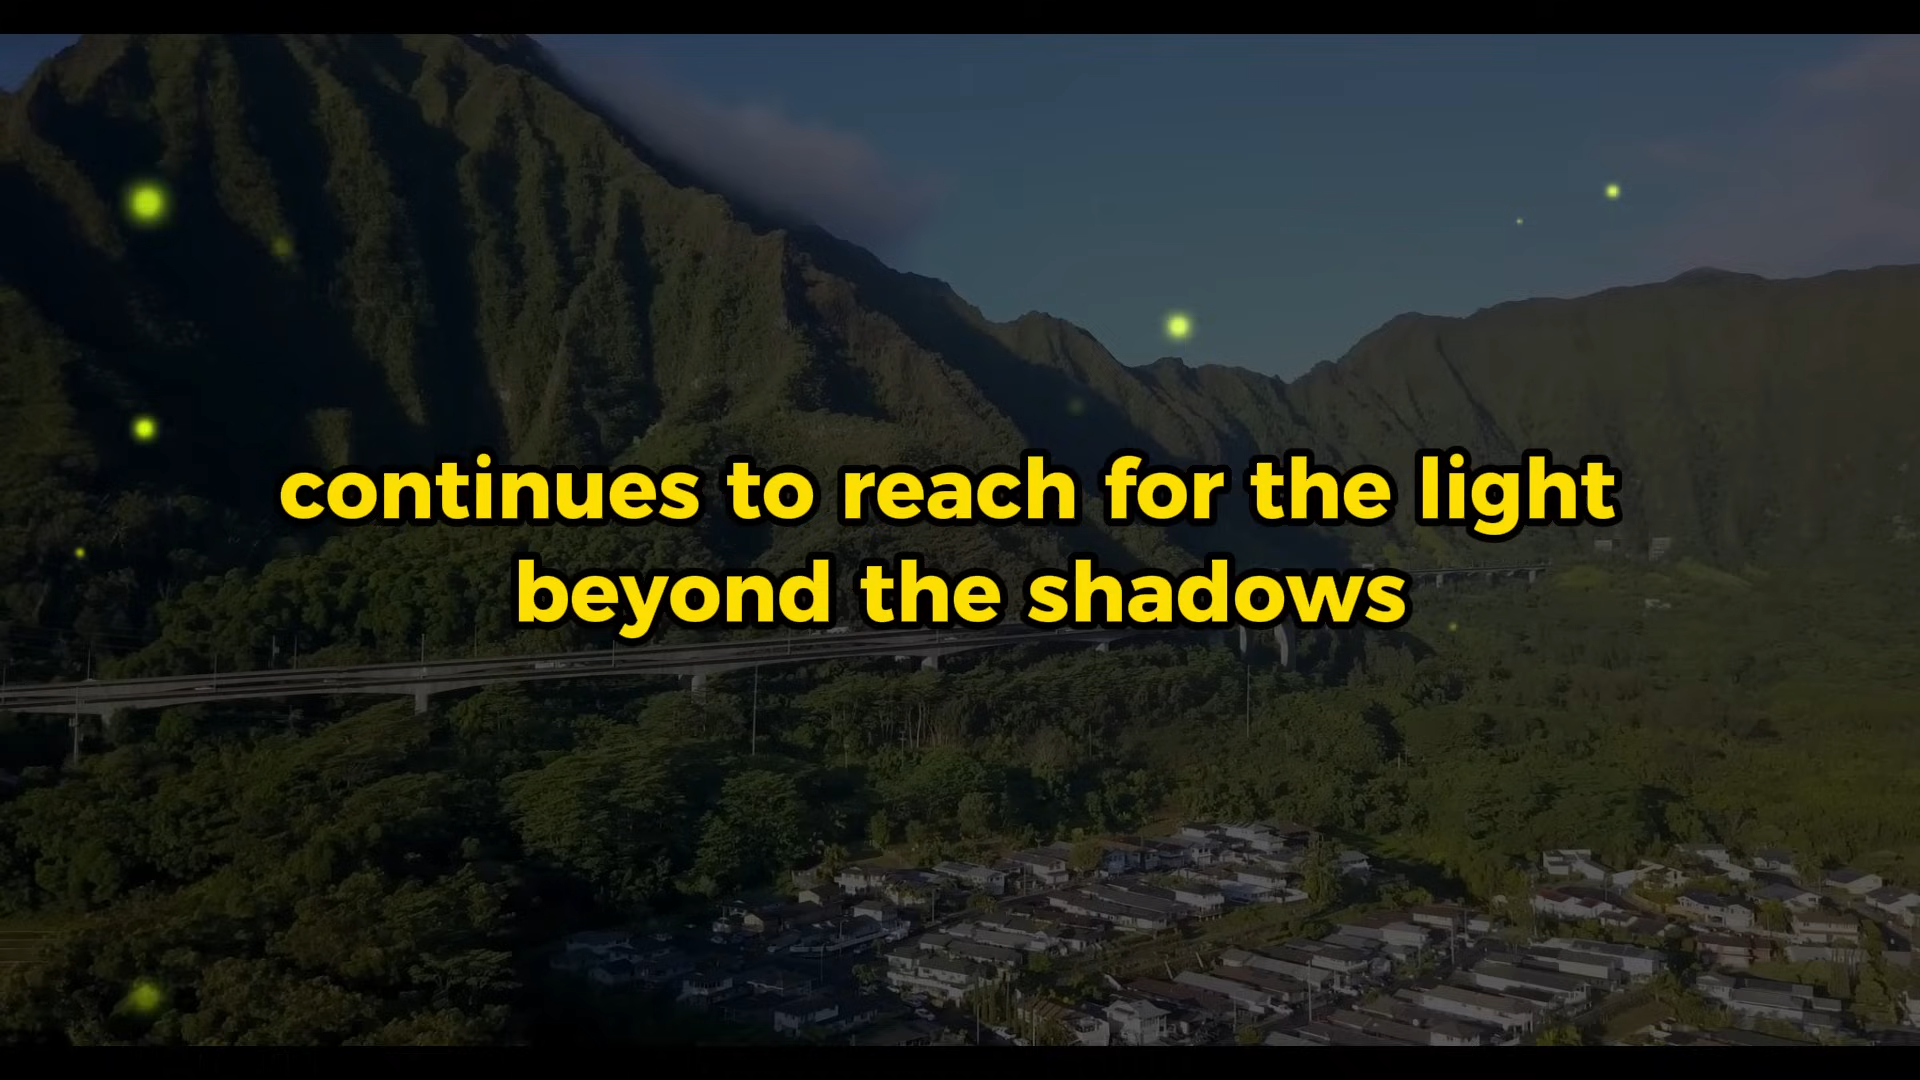 continues to reach for the light
beyond the shadows